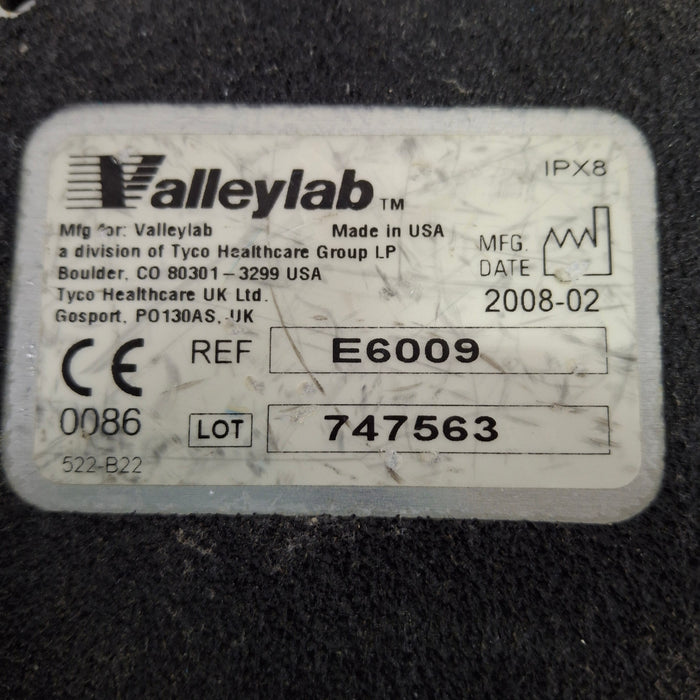 Valleylab™
IPX8
Mfg for: Valleylab Made in USA
a division of Tyco Healthcare Group LP
Boulder, CO 80301-3299 USA
Tyco Healthcare UK Ltd.
Gosport, PO130AS, UK
MFG.
DATE
2008-02
CE
REF E6009
0086
LOT 747563
522-B22